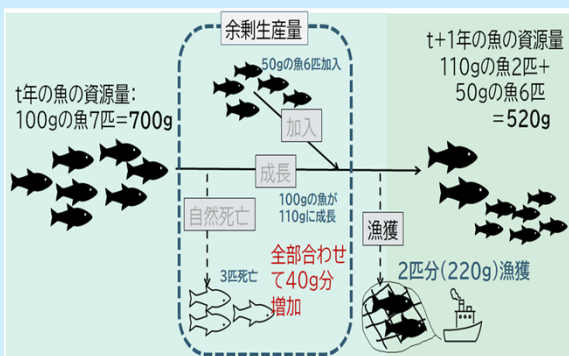 余剰生産量
50gの魚6匹加入
t年の魚の資源量:
100gの魚7匹=700g
加入
成長
100gの魚が
110gに成長
自然死亡
3匹死亡
全部合わせ
て40g分
増加
漁獲
2匹分(220g)漁獲
t+1年の魚の資源量
110gの魚2匹+
50gの魚6匹
=520g